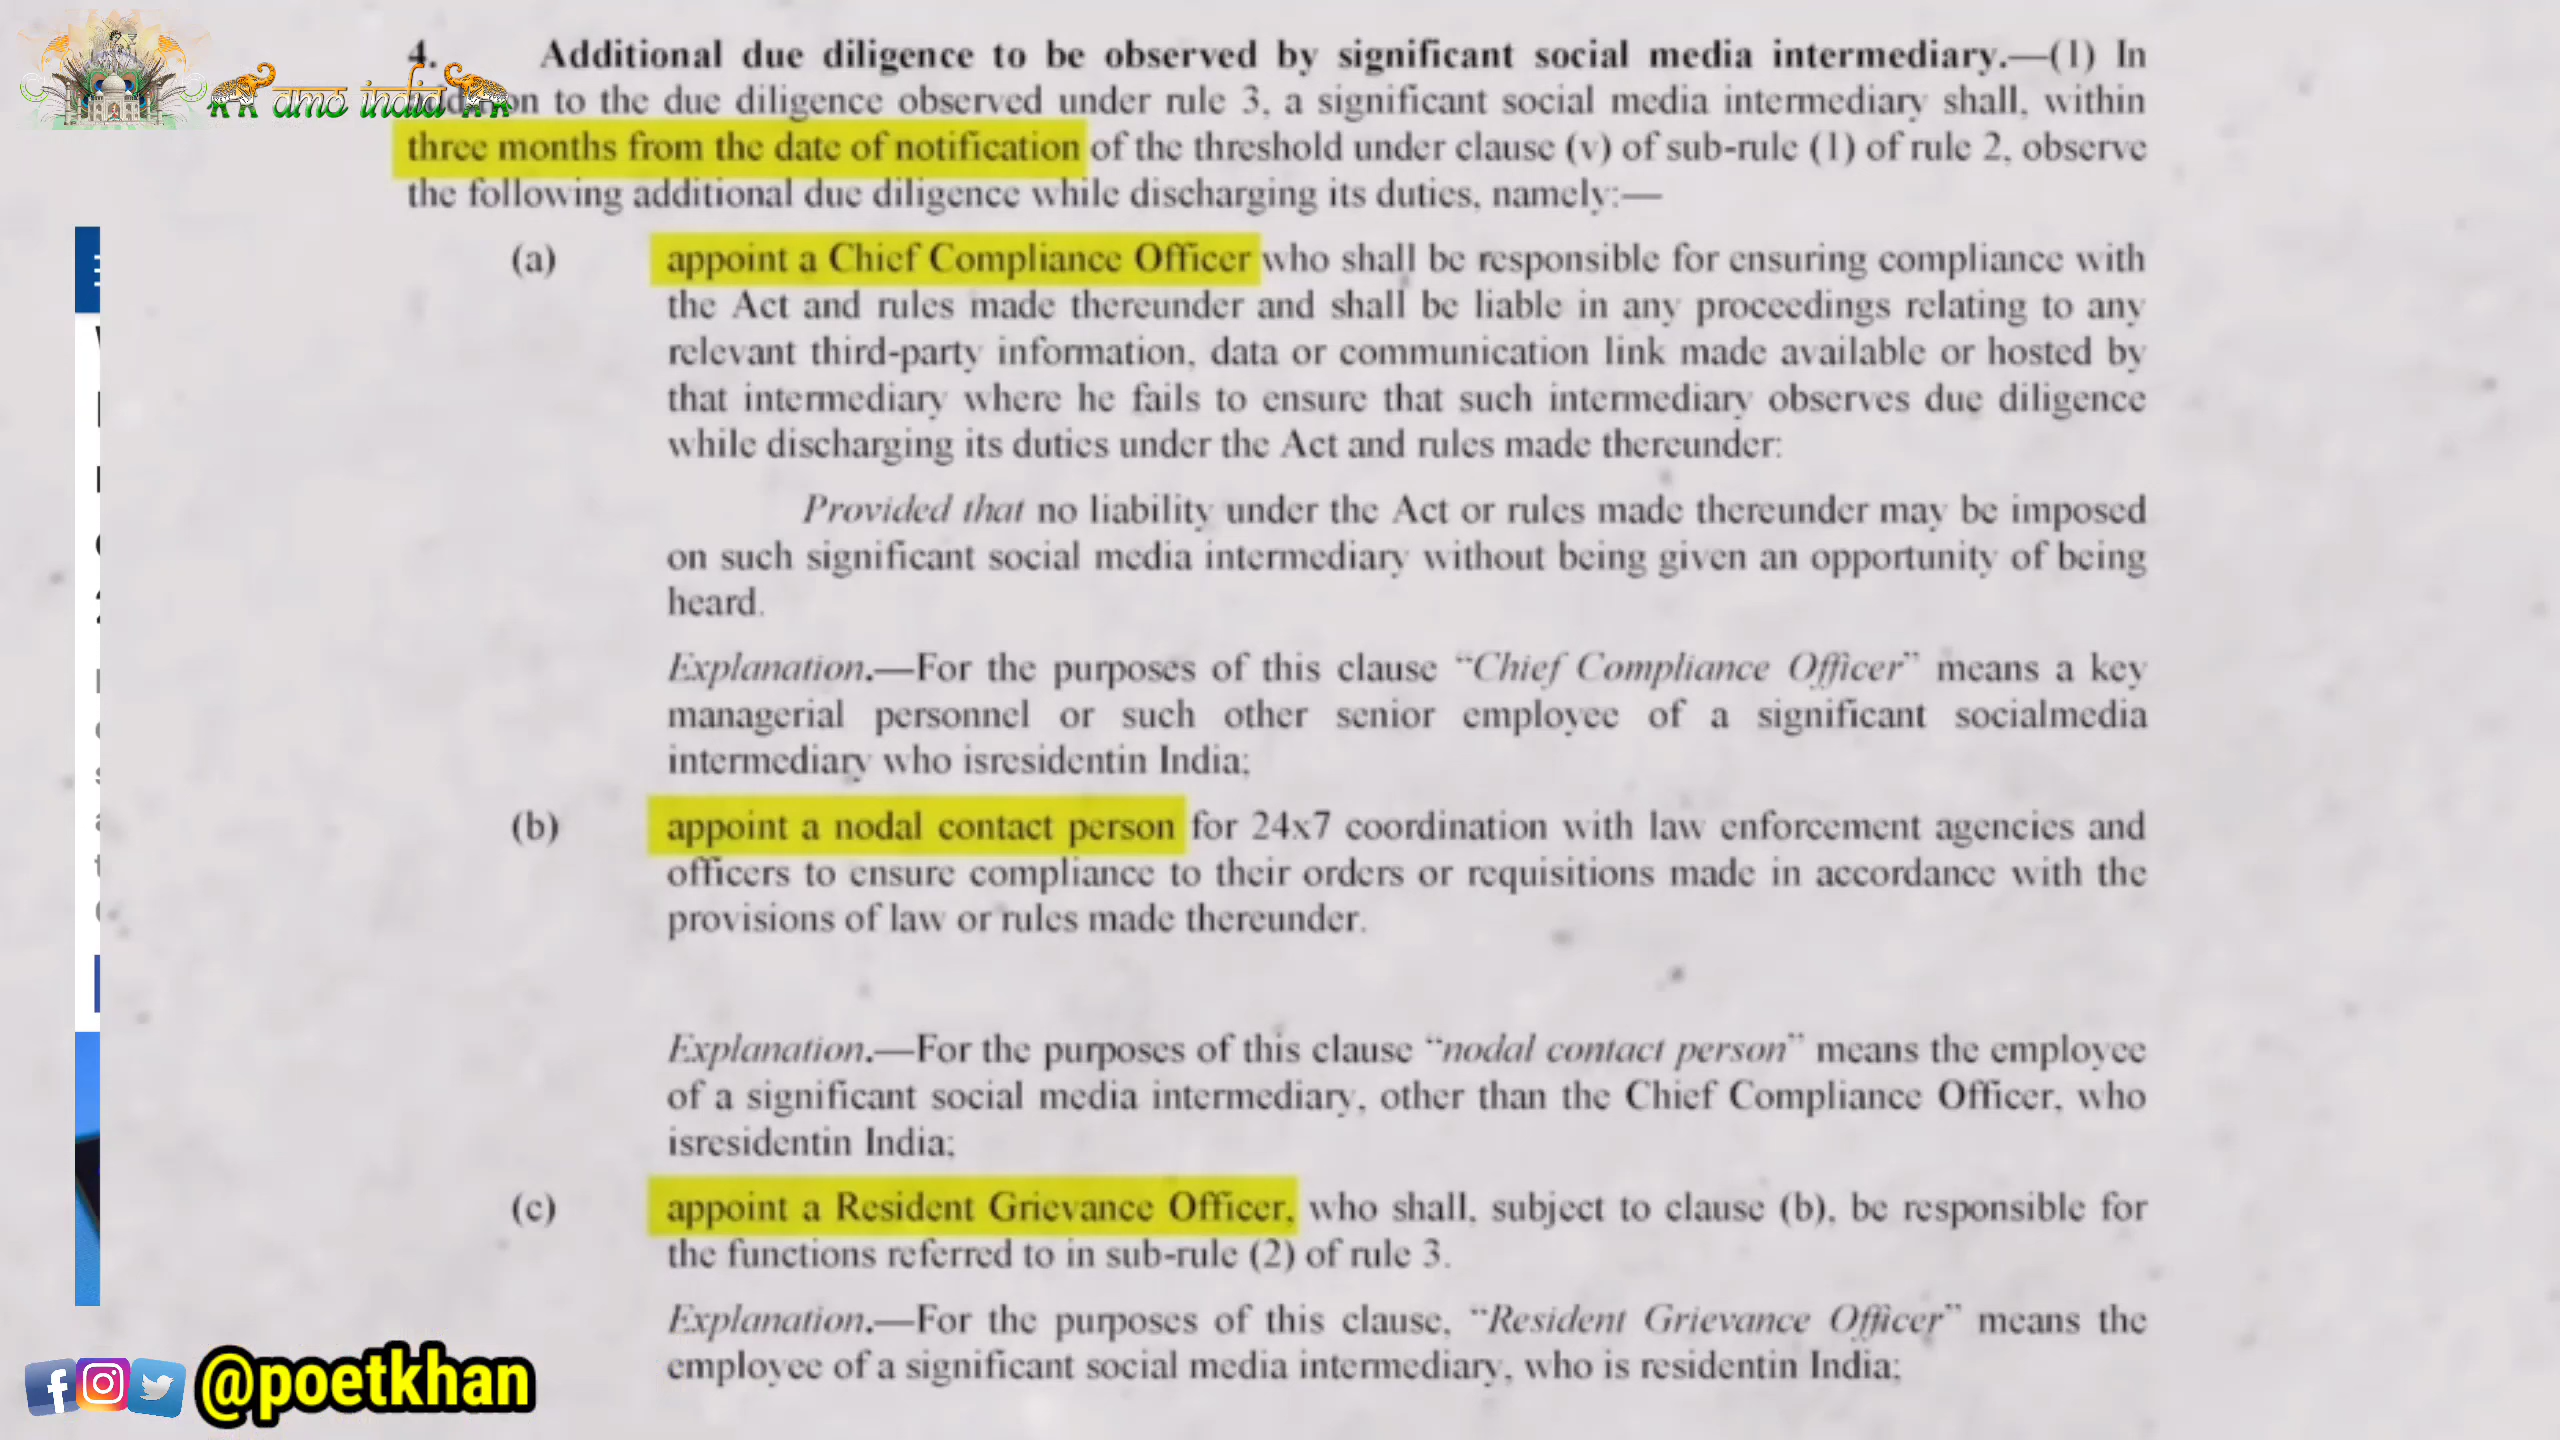 4. Additional due diligence to be observed by significant social media intermediary.—(1) In
on to the due diligence observed under rule 3, a significant social media intermediary shall, within
three months from the date of notification of the threshold under clause (v) of sub-rule (1) of rule 2, observe
the following additional due diligence while discharging its duties, namely:—
(a) appoint a Chief Compliance Officer who shall be responsible for ensuring compliance with
the Act and rules made thereunder and shall be liable in any proceedings relating to any
relevant third-party information, data or communication link made available or hosted by
that intermediary where he fails to ensure that such intermediary observes due diligence
while discharging its duties under the Act and rules made thereunder:
Provided that no liability under the Act or rules made thereunder may be imposed
on such significant social media intermediary without being given an opportunity of being
heard.
Explanation.—For the purposes of this clause “Chief Compliance Officer” means a key
managerial personnel or such other senior employee of a significant socialmedia
intermediary who isresidentin India;
(b) appoint a nodal contact person for 24x7 coordination with law enforcement agencies and
officers to ensure compliance to their orders or requisitions made in accordance with the
provisions of law or rules made thereunder.
Explanation.—For the purposes of this clause “nodal contact person” means the employee
of a significant social media intermediary, other than the Chief Compliance Officer, who
isresidentin India;
(c) appoint a Resident Grievance Officer, who shall, subject to clause (b), be responsible for
the functions referred to in sub-rule (2) of rule 3.
Explanation.—For the purposes of this clause, “Resident Grievance Officer” means the
employee of a significant social media intermediary, who is residentin India;
amo india
@poetkhan